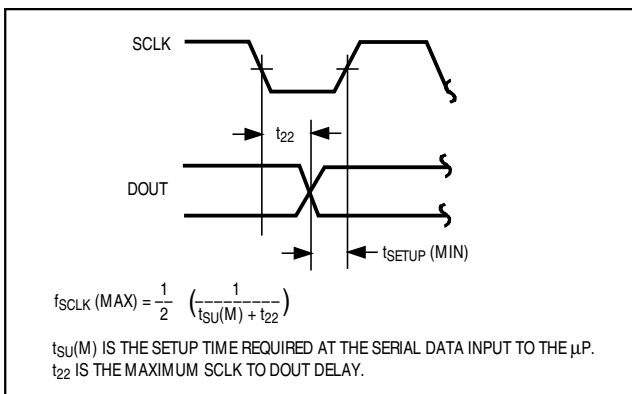 SCLK
t22
DOUT
tSETUP (MIN)
fSCLK (MAX) = 1/2 (1/(tSU(M) + t22))
tSU(M) IS THE SETUP TIME REQUIRED AT THE SERIAL DATA INPUT TO THE µP.
t22 IS THE MAXIMUM SCLK TO DOUT DELAY.